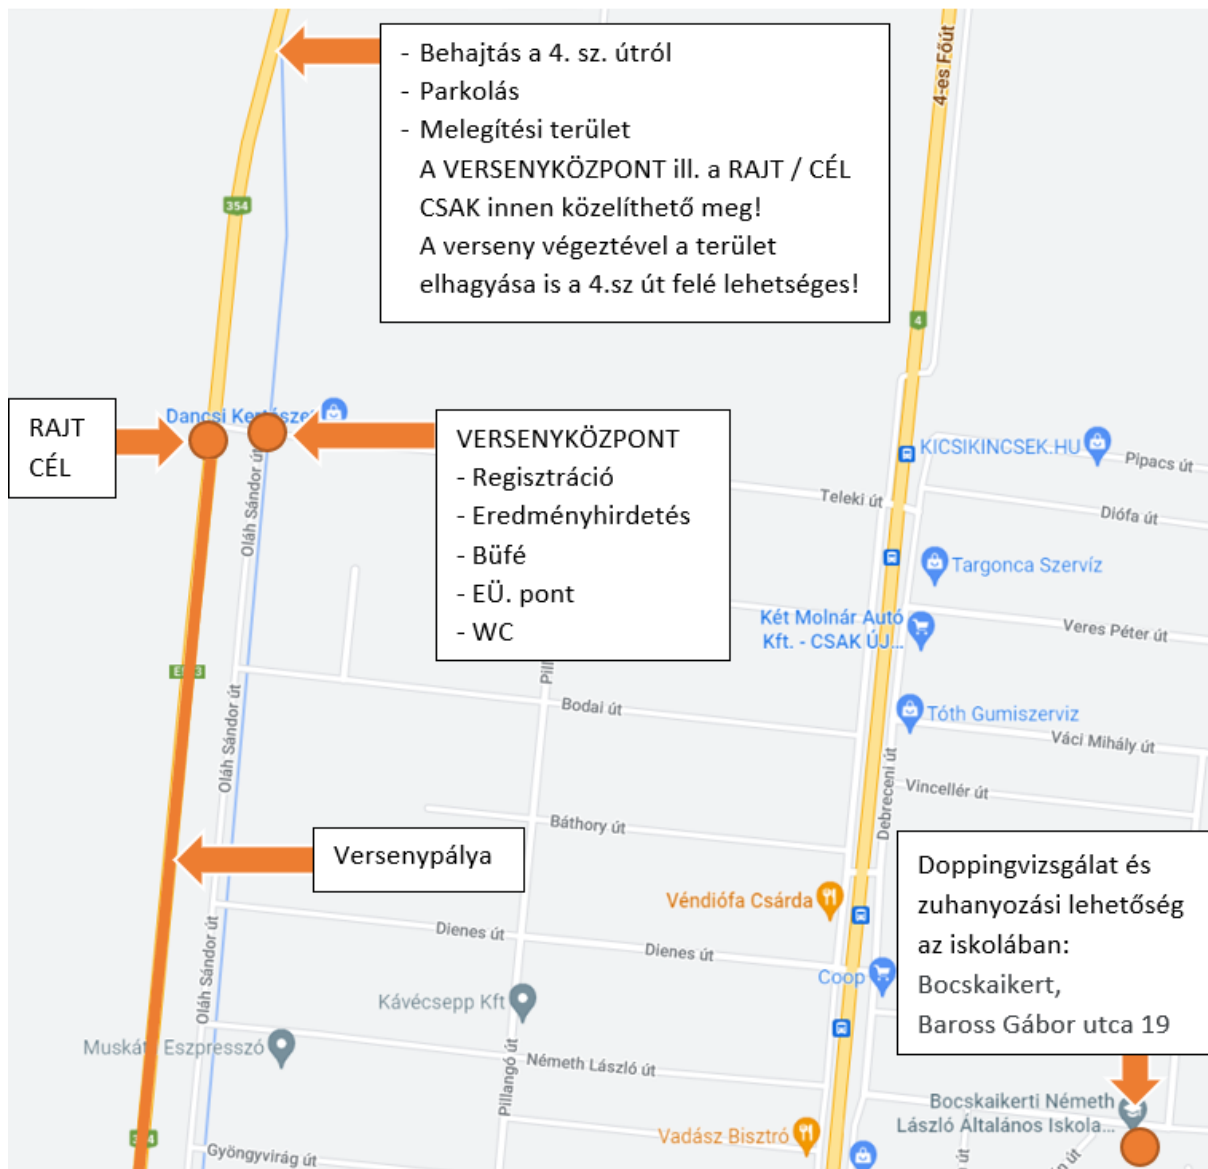 - Behajtás a 4. sz. útról
- Parkolás
- Melegítési terület
A VERSENYKÖZPONT ill. a RAJT / CÉL
CSAK innen közelíthető meg!
A verseny végeztével a terület
elhagyása is a 4.sz út felé lehetséges!
4-es Főút
354
4
RAJT
CÉL
Dancsi
VERSENYKÖZPONT
- Regisztráció
- Eredményhirdetés
- Büfé
- EÜ. pont
- WC
Oláh Sándor út
KICSIKINCSEK.HU
Pipacs út
Teleki út
Diófa út
Targonca Szervíz
Két Molnár Autó
Kft. - CSAK ÚJ...
Veres Péter út
Bodai út
Tóth Gumiszerviz
Váci Mihály út
Oláh Sándor út
Debreceni út
Vincellér út
Báthory út
Versenypálya
Doppingvizsgálat és
zuhanyozási lehetőség
az iskolában:
Bocskaikert,
Baross Gábor utca 19
Véndiófa Csárda
Dienes út
Dienes út
Oláh Sándor út
Coop
Kávécsepp Kft
Eszpresszó
Németh László út
Pillangó út
Bocskaikerti Németh
László Általános Iskola...
Vadász Bisztró
Gyöngyvirág út
út